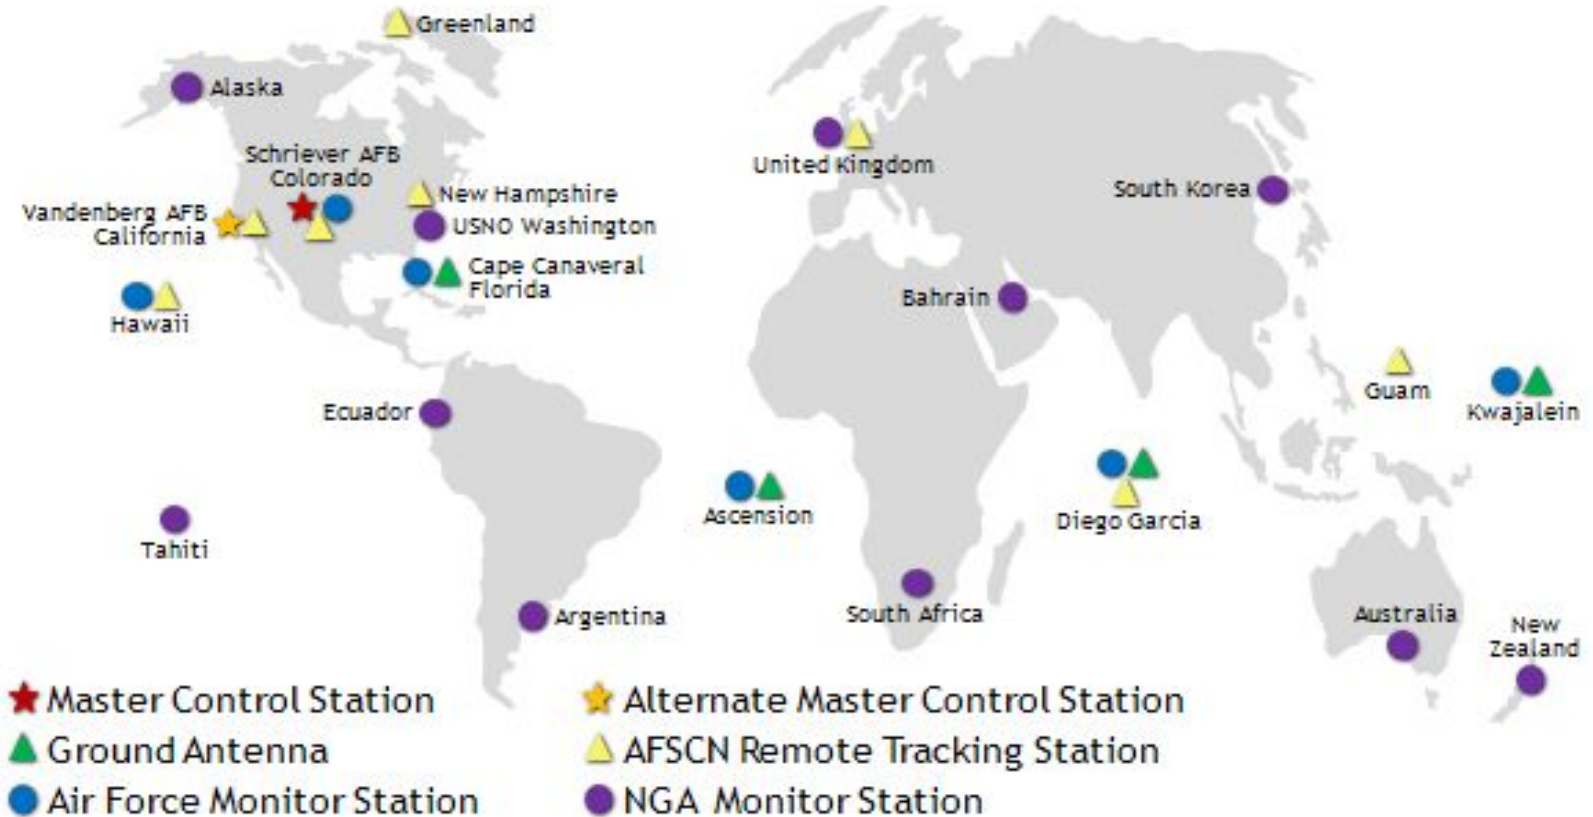 Greenland
Alaska
Schriever AFB
Colorado
New Hampshire
Vandenberg AFB
California
USNO Washington
Cape Canaveral
Florida
Hawaii
United Kingdom
South Korea
Bahrain
Guam
Kwajalein
Ecuador
Ascension
Diego Garcia
Tahiti
Argentina
South Africa
Australia
New
Zealand
Master Control Station
Alternate Master Control Station
Ground Antenna
AFSCN Remote Tracking Station
Air Force Monitor Station
NGA Monitor Station